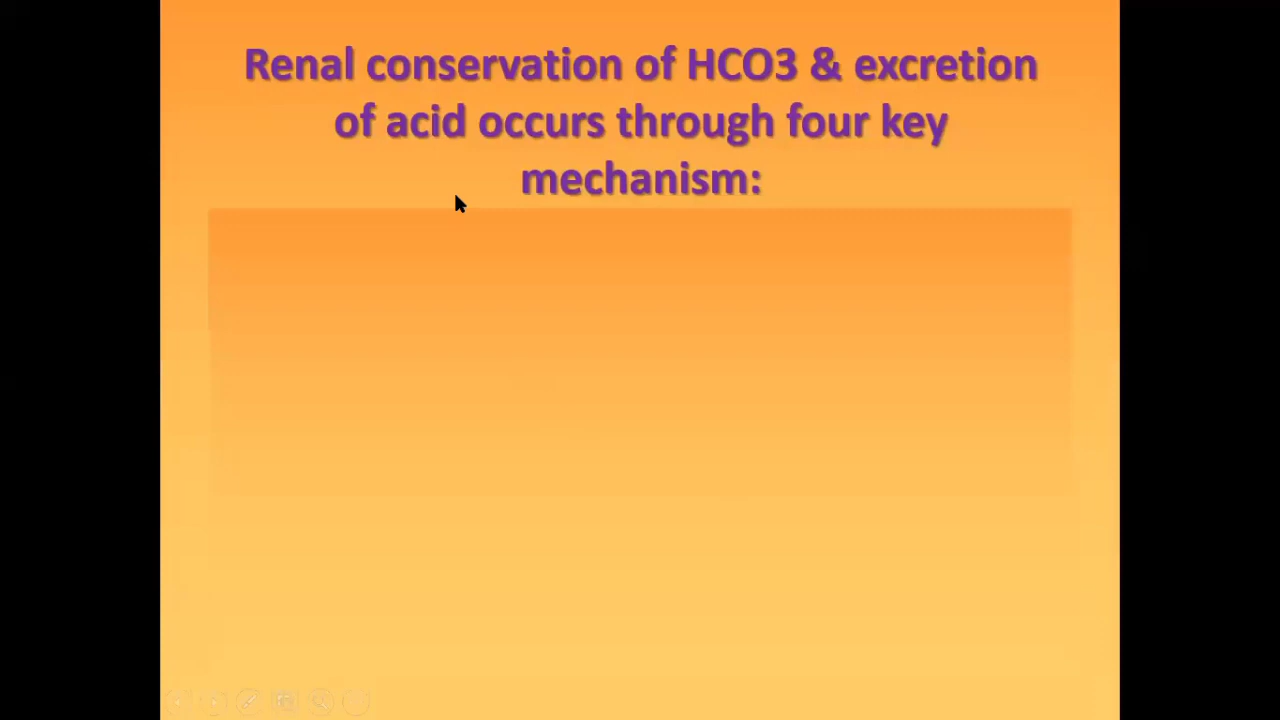 Renal conservation of HCO3 & excretion
of acid occurs through four key
mechanism: